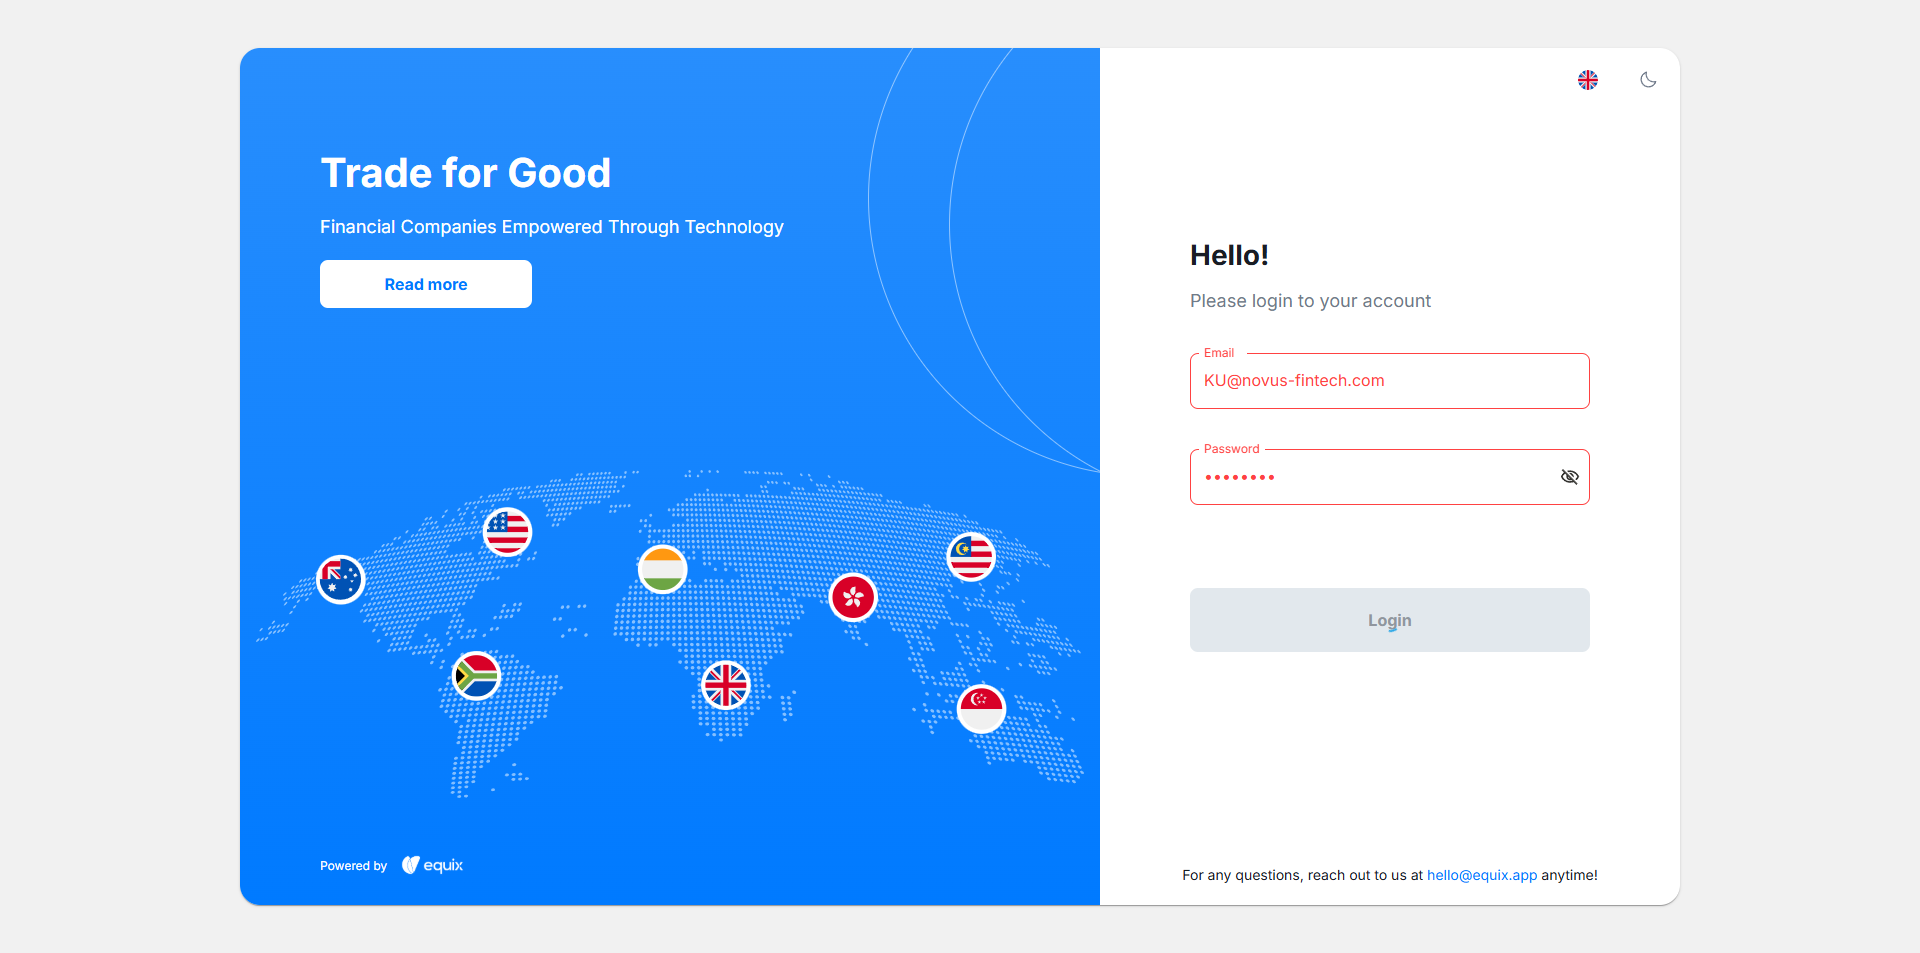 Trade for Good
Financial Companies Empowered Through Technology
Read more
Powered by equix
Hello!
Please login to your account
Email
KU@novus-fintech.com
Password
••••••••
Login
For any questions, reach out to us at hello@equix.app anytime!